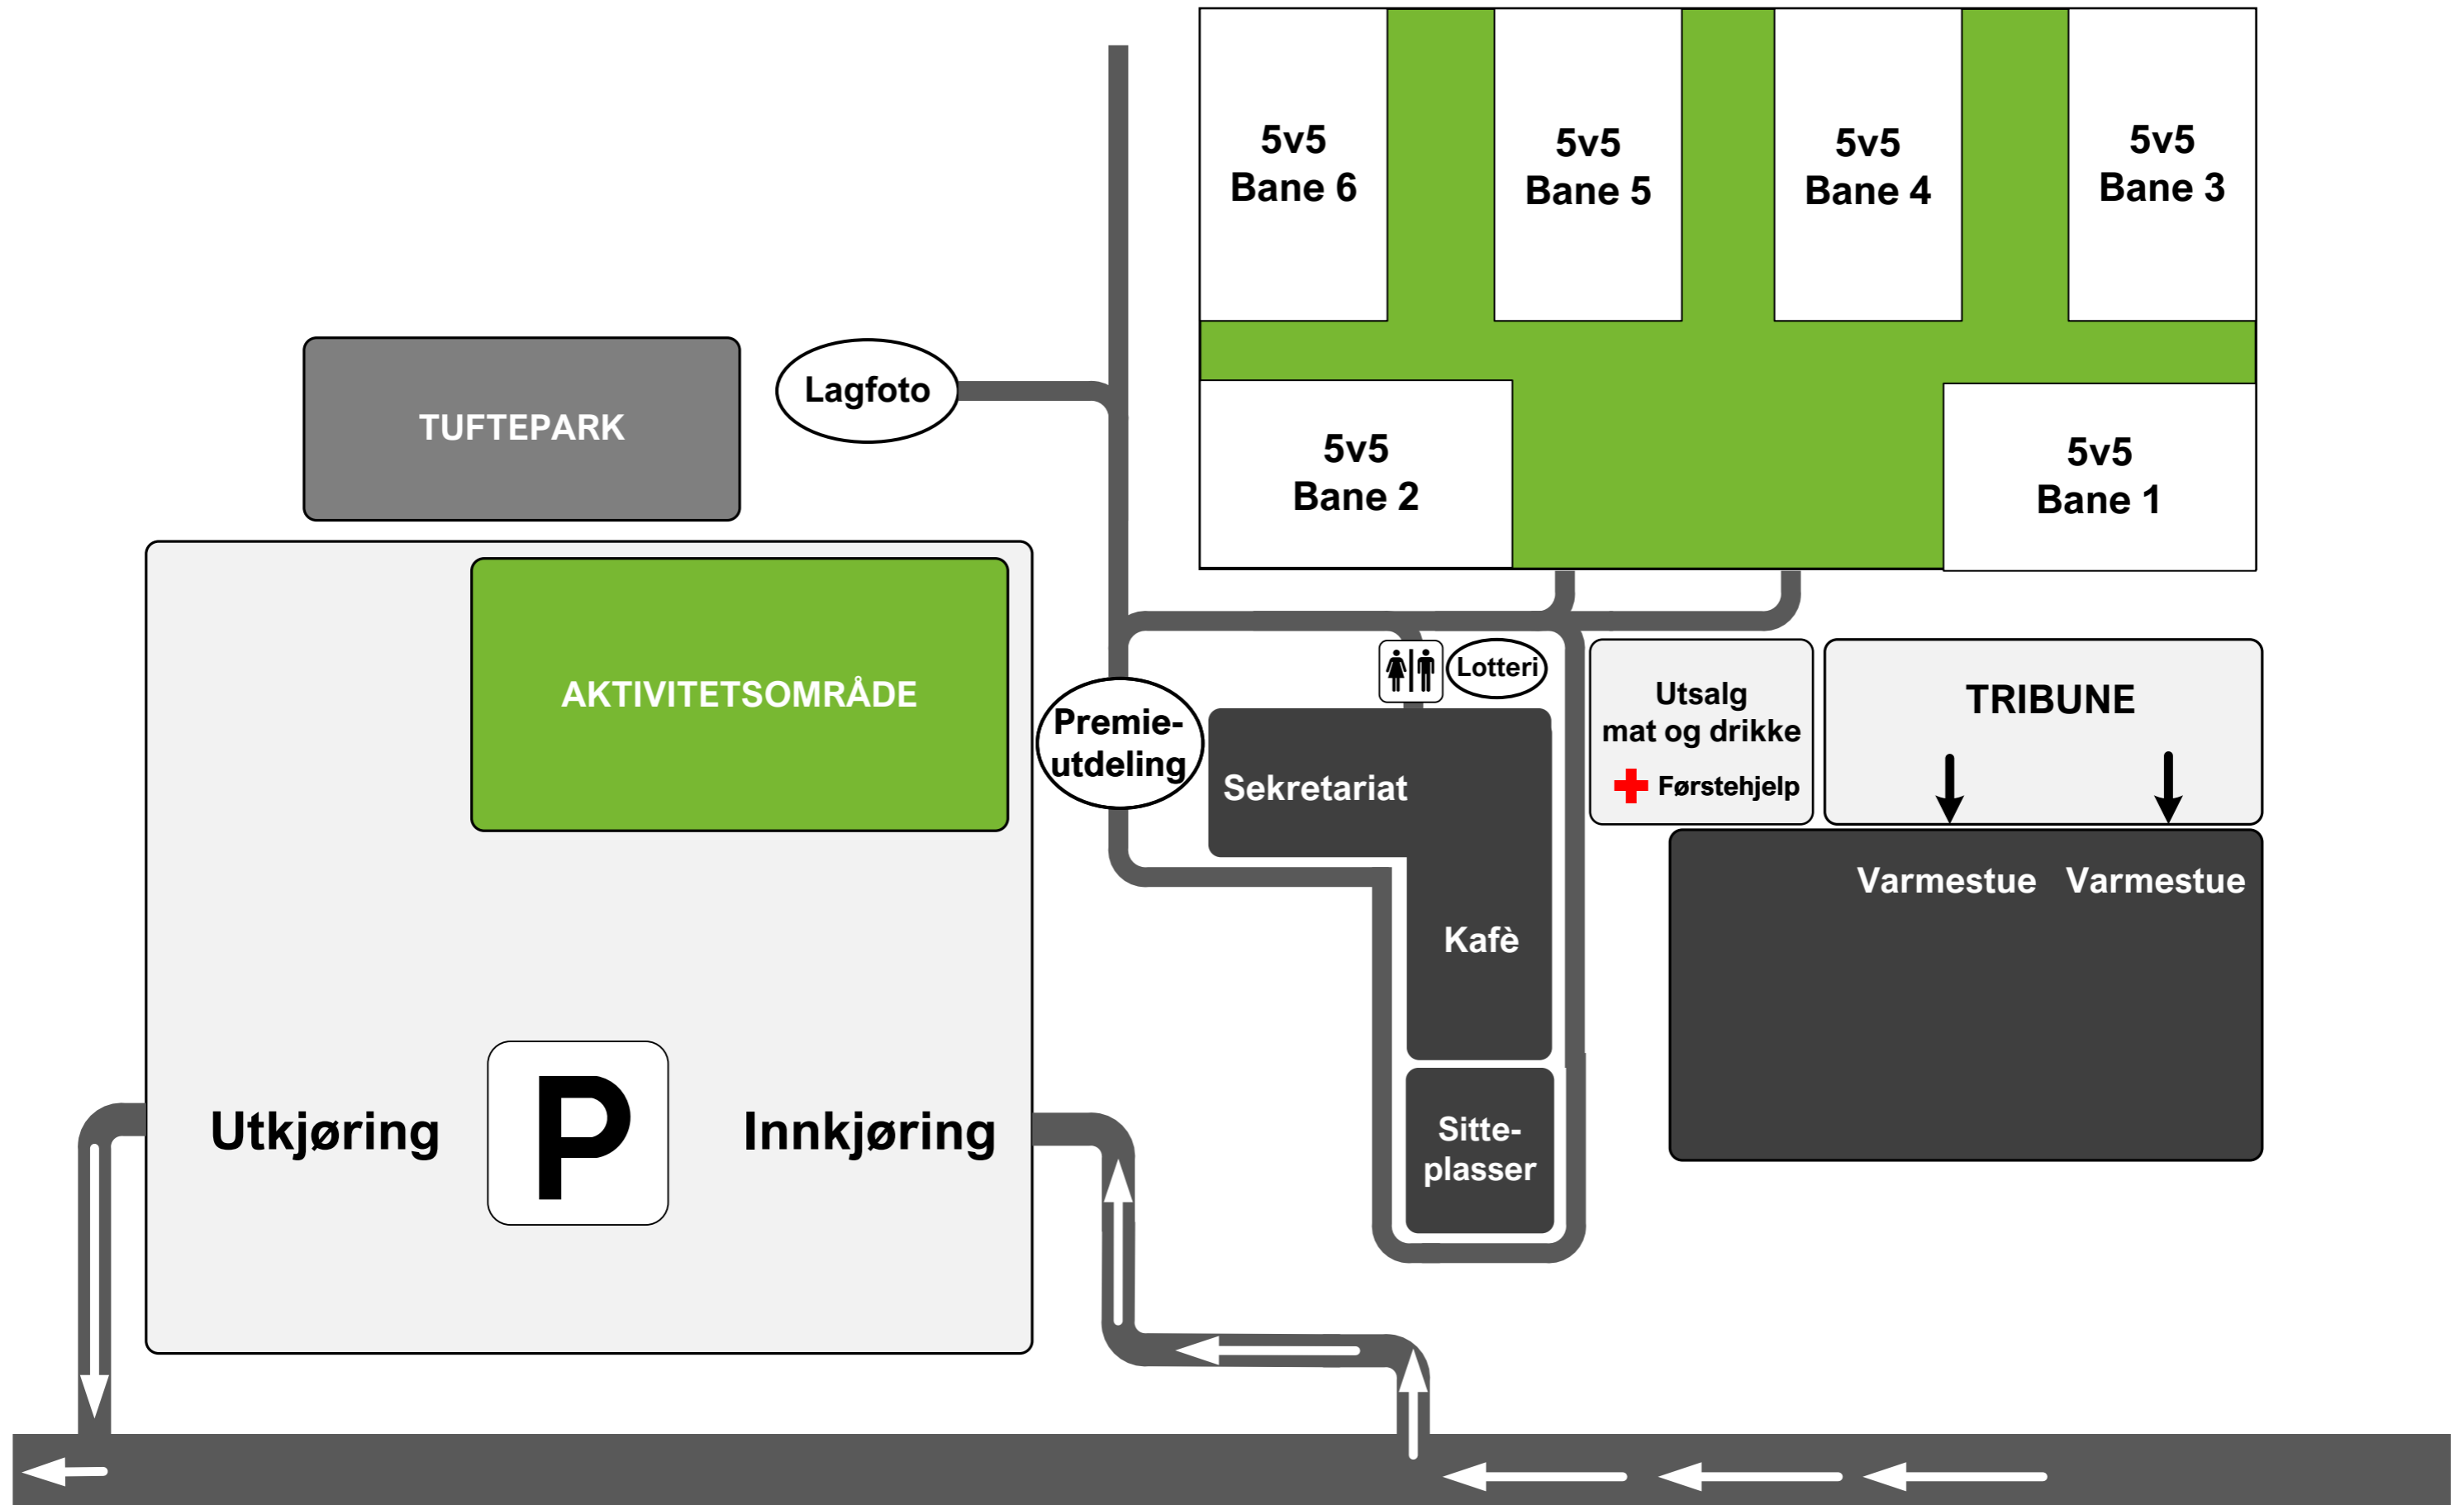 5v5
Bane 6
5v5
Bane 5
5v5
Bane 4
5v5
Bane 3
5v5
Bane 2
5v5
Bane 1
Lagfoto
TUFTEPARK
AKTIVITETSOMRÅDE
Premie-
utdeling
Lotteri
Sekretariat
Kafè
Sitte-
plasser
Utsalg
mat og drikke
Førstehjelp
TRIBUNE
Varmestue
Varmestue
Utkjøring
P
Innkjøring